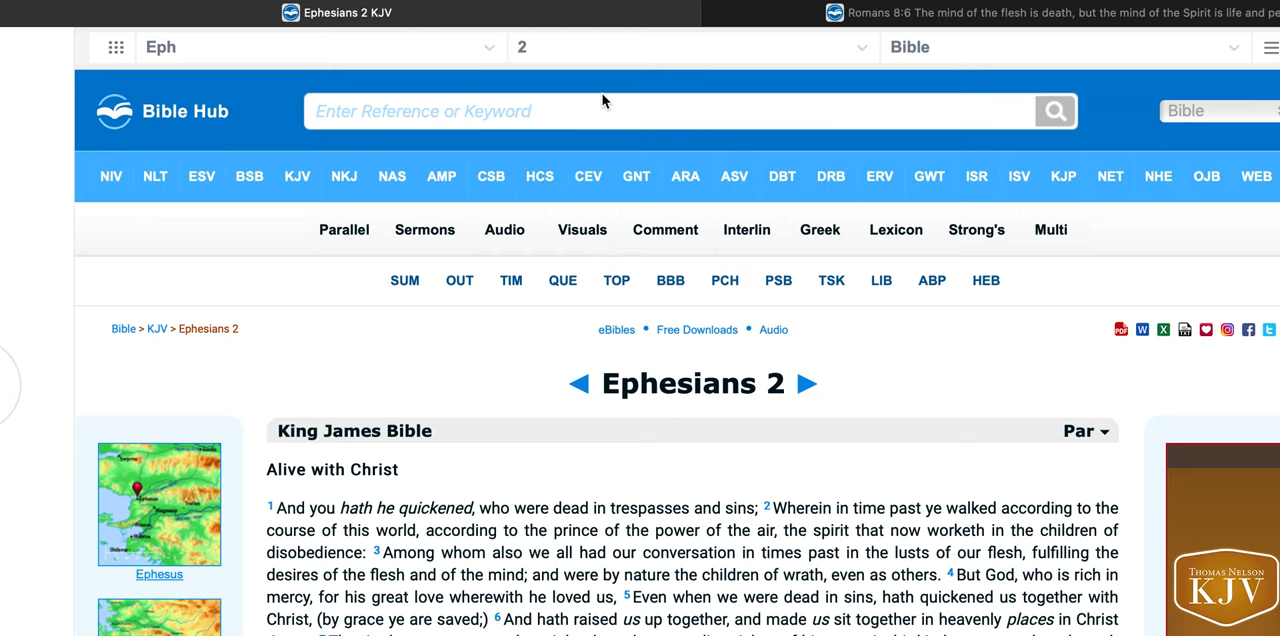 Ephesians 2 KJV
Romans 8:6 The mind of the flesh is death, but the mind of the Spirit is life and
Eph 2 Bible
Bible Hub Enter Reference or Keyword Bible
NIV NLT ESV BSB KJV NKJ NAS AMP CSB HCS CEV GNT ARA ASV DBT DRB ERV GWT ISR ISV KJP NET NHE OJB WEB
Parallel Sermons Audio Visuals Comment Interlin Greek Lexicon Strong's Multi
SUM OUT TIM QUE TOP BBB PCH PSB TSK LIB ABP HEB
Bible > KJV > Ephesians 2 eBibles • Free Downloads • Audio
PDF W X TXT
◄ Ephesians 2 ►
King James Bible Par
Alive with Christ
1 And you hath he quickened, who were dead in trespasses and sins; 2 Wherein in time past ye walked according to the
course of this world, according to the prince of the power of the air, the spirit that now worketh in the children of
disobedience: 3 Among whom also we all had our conversation in times past in the lusts of our flesh, fulfilling the
desires of the flesh and of the mind; and were by nature the children of wrath, even as others. 4 But God, who is rich in
mercy, for his great love wherewith he loved us, 5 Even when we were dead in sins, hath quickened us together with
Christ, (by grace ye are saved;) 6 And hath raised us up together, and made us sit together in heavenly places in Christ
Ephesus
THOMAS NELSON
KJV